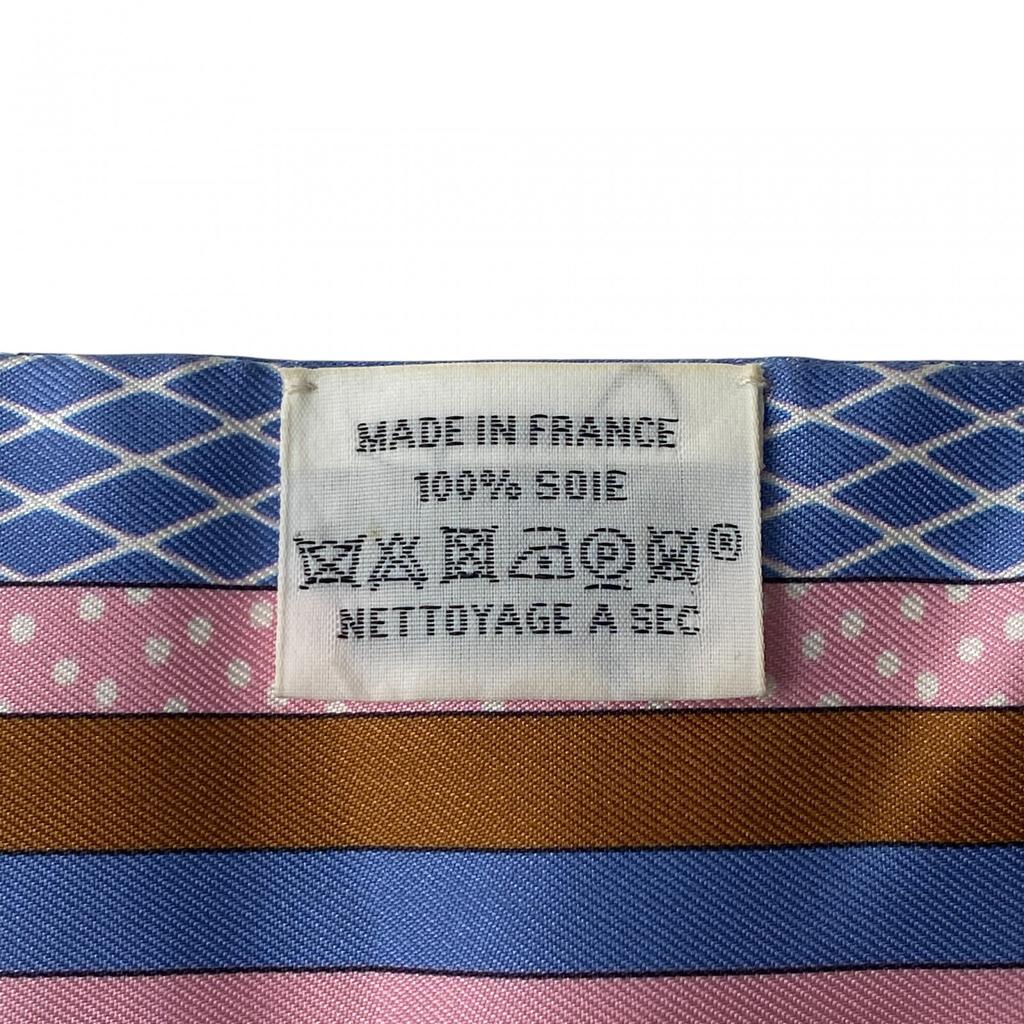 MADE IN FRANCE
100% SOIE
P ®
NETTOYAGE A SEC